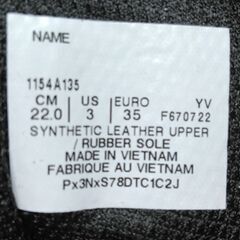 NAME
1154A135
CM US EURO YV
22.0 3 35 F670722
SYNTHETIC LEATHER UPPER
/ RUBBER SOLE
MADE IN VIETNAM
FABRIQUE AU VIETNAM
Px3NxS78DTC1C2J